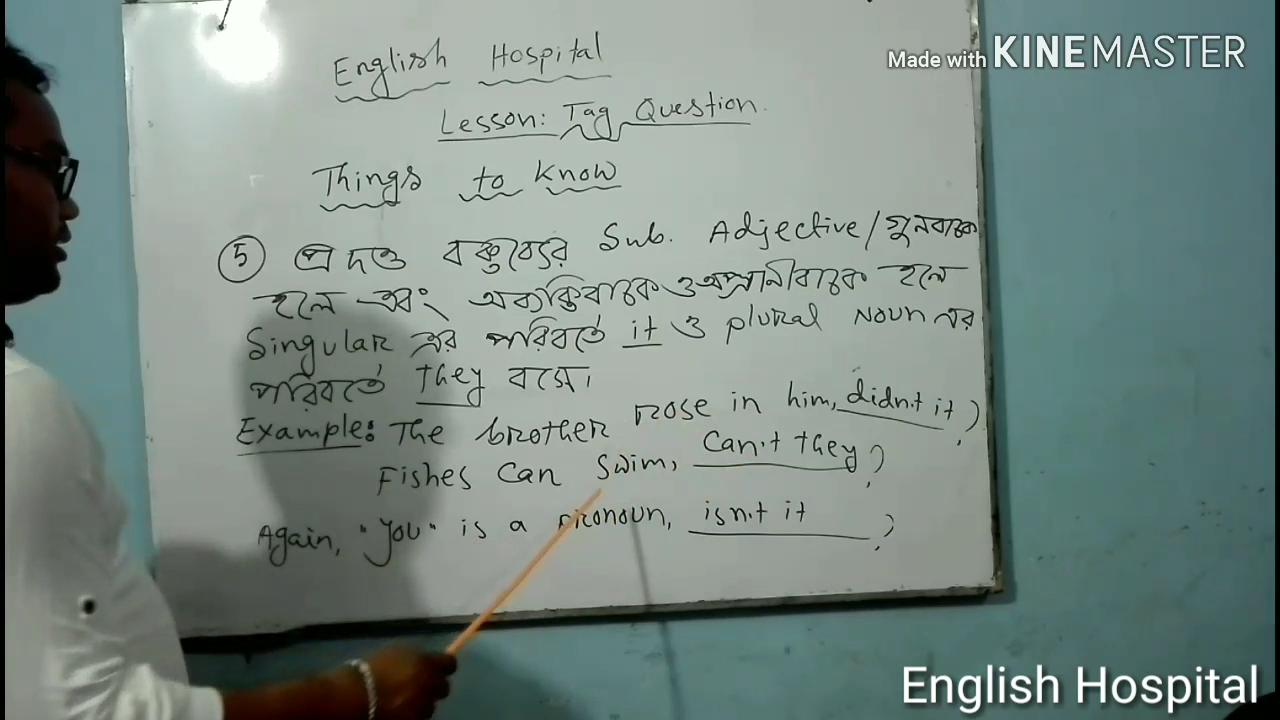 Made with KINEMASTER
English Hospital
Lesson: Tag Question.
Things to know
5 প্রদত্ত বক্তব্যের Sub. Adjective/গুনবাচক
হলে এবং অব্যক্তিবাচক ও অপ্রানীবাচক হলে
Singular এর পরিবর্তে it ও plural Noun এর
পরিবর্তে they বসে।
Example: The brother rose in him, didn't it?
Fishes can swim, can't they?
Again, "you" is a pronoun, isn't it ?
English Hospital